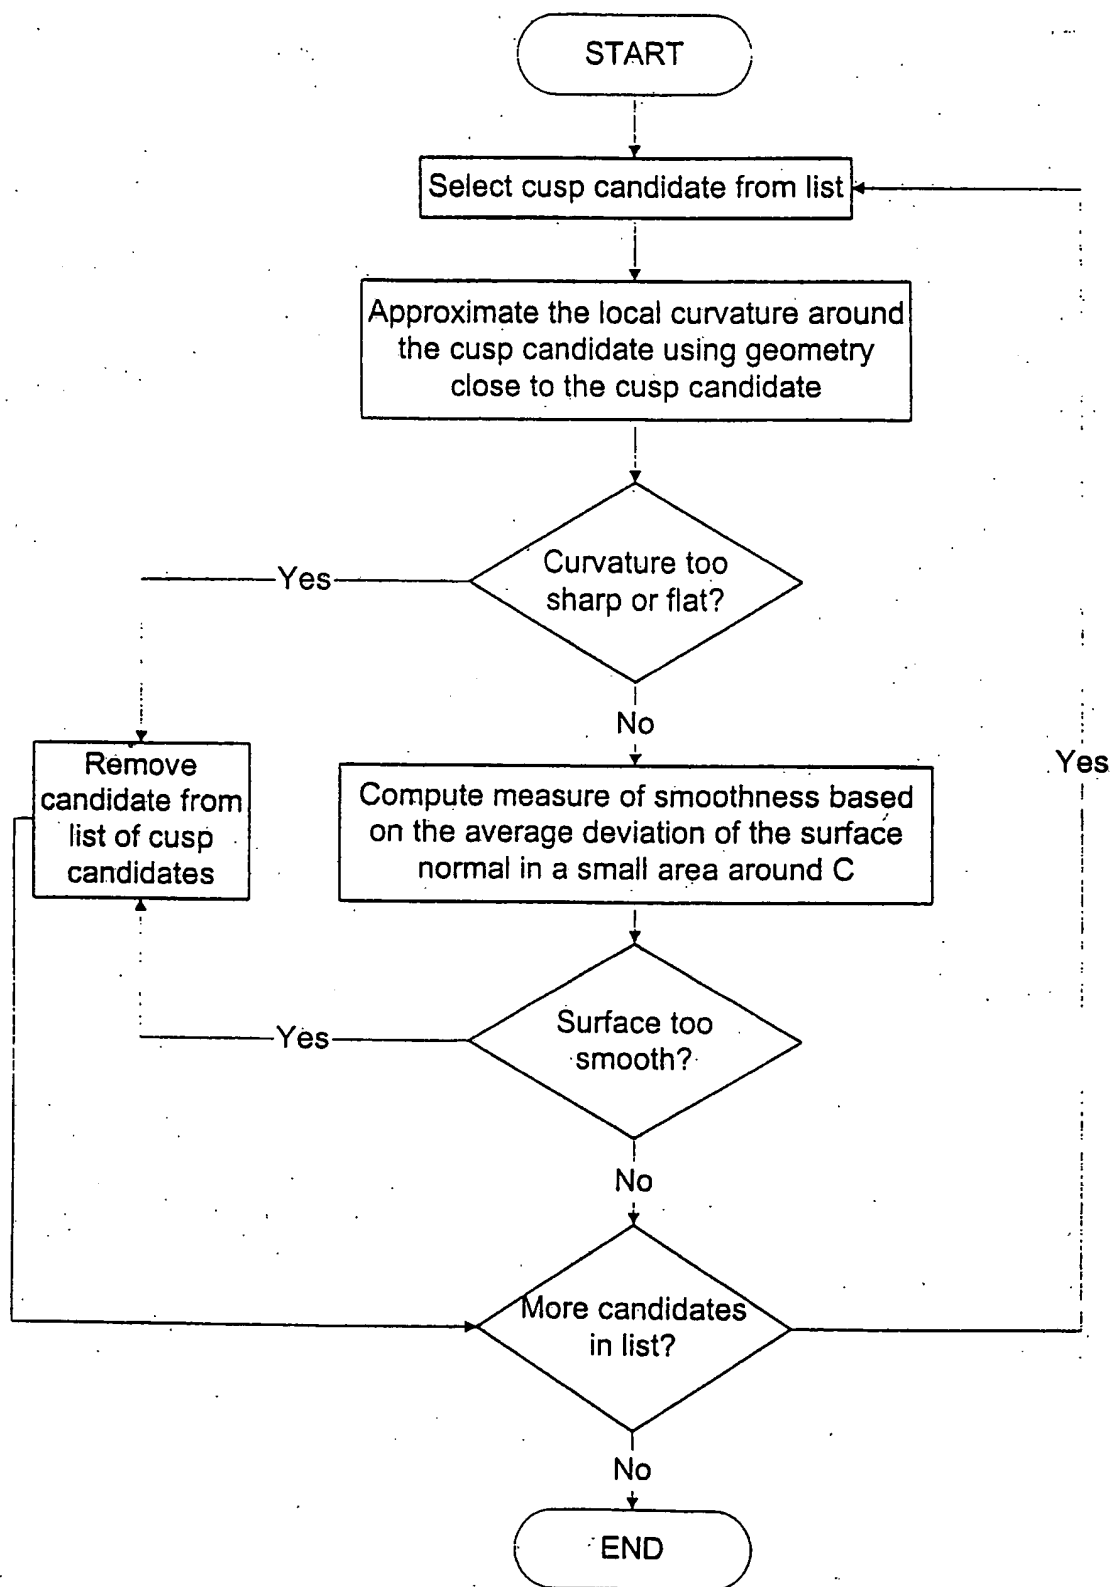 START
Select cusp candidate from list
Approximate the local curvature around
the cusp candidate using geometry
close to the cusp candidate
Curvature too
sharp or flat?
Yes
No
Remove
candidate from
list of cusp
candidates
Compute measure of smoothness based
on the average deviation of the surface
normal in a small area around C
Yes
Surface too
smooth?
Yes
No
More candidates
in list?
No
END